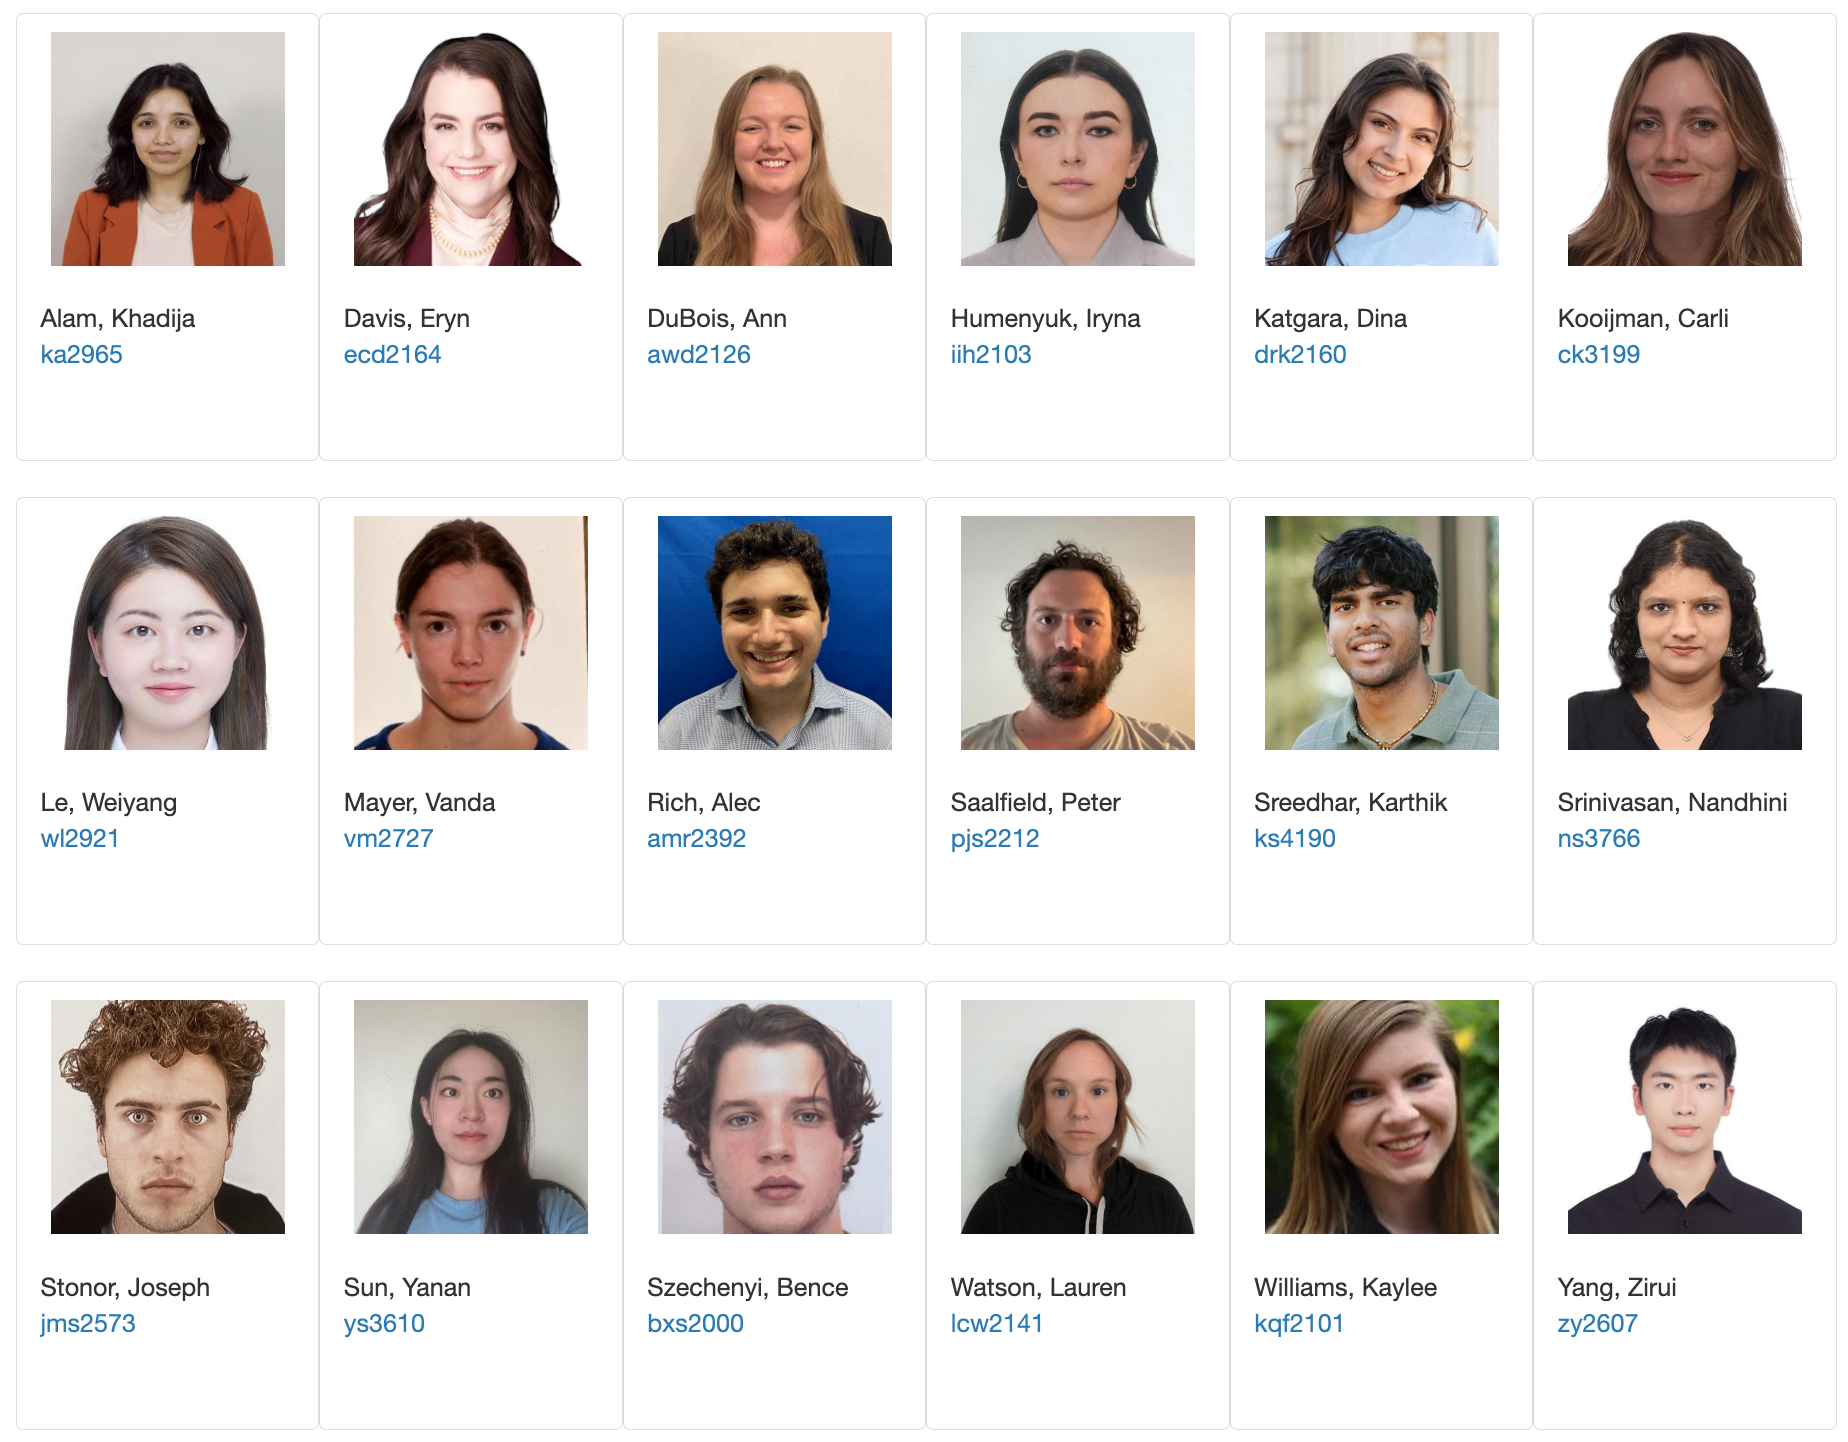 Alam, Khadija
ka2965
Davis, Eryn
ecd2164
DuBois, Ann
awd2126
Humenyuk, Iryna
iih2103
Katgara, Dina
drk2160
Kooijman, Carli
ck3199
Le, Weiyang
wl2921
Mayer, Vanda
vm2727
Rich, Alec
amr2392
Saalfield, Peter
pjs2212
Sreedhar, Karthik
ks4190
Srinivasan, Nandhini
ns3766
Stonor, Joseph
jms2573
Sun, Yanan
ys3610
Szechenyi, Bence
bxs2000
Watson, Lauren
lcw2141
Williams, Kaylee
kqf2101
Yang, Zirui
zy2607